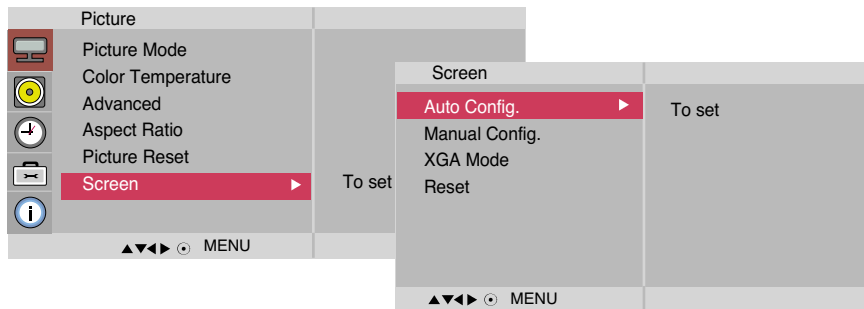 Picture
Picture Mode
Color Temperature
Advanced
Aspect Ratio
Picture Reset
Screen
To set
MENU
Screen
Auto Config.
To set
Manual Config.
XGA Mode
Reset
MENU